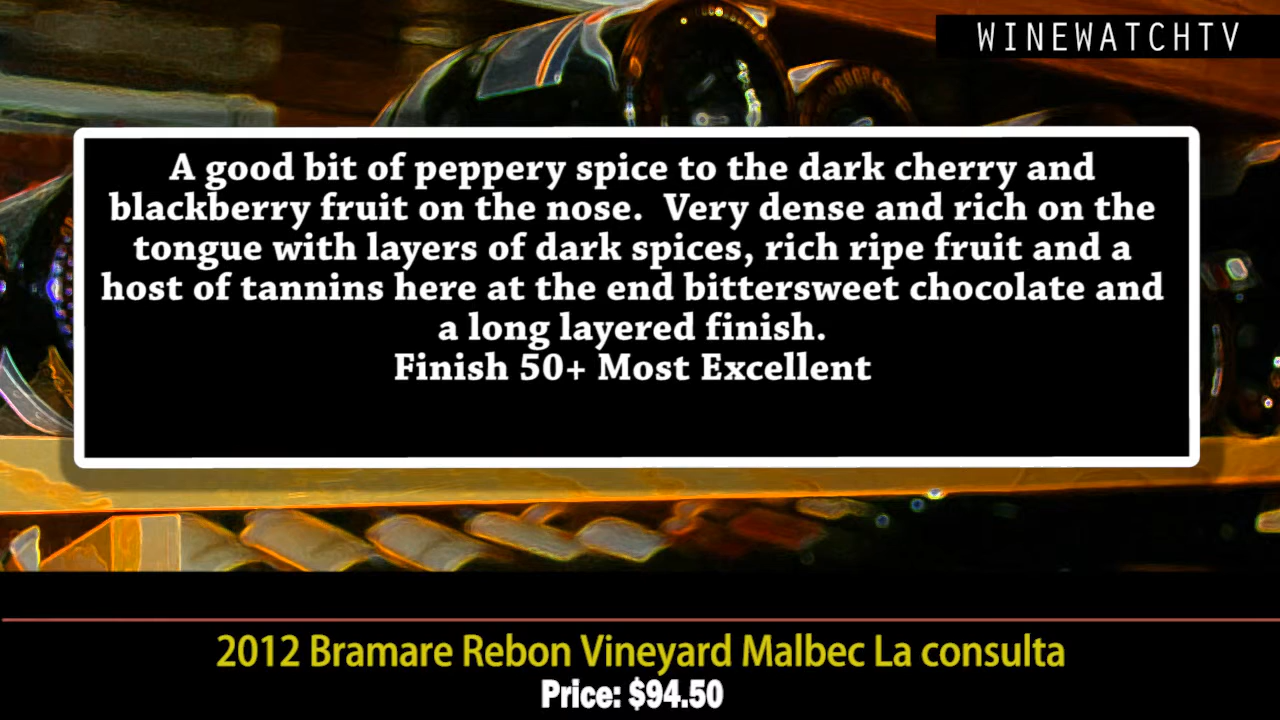 WINEWATCHTV
A good bit of peppery spice to the dark cherry and
blackberry fruit on the nose.  Very dense and rich on the
tongue with layers of dark spices, rich ripe fruit and a
host of tannins here at the end bittersweet chocolate and
a long layered finish.
Finish 50+ Most Excellent
2012 Bramare Rebon Vineyard Malbec La consulta
Price: $94.50